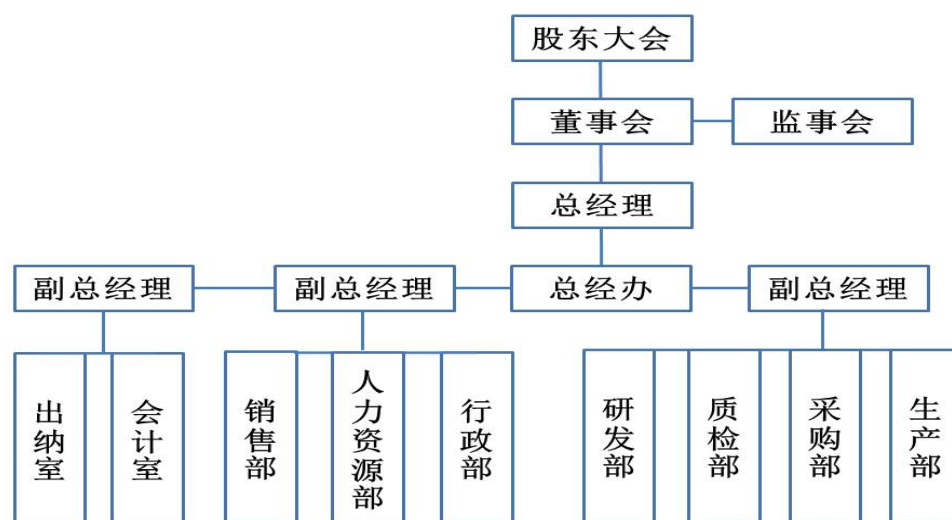 股东大会
董事会
监事会
总经理
副总经理
副总经理
总经办
副总经理
出纳室
会计室
销售部
人力资源部
行政部
研发部
质检部
采购部
生产部